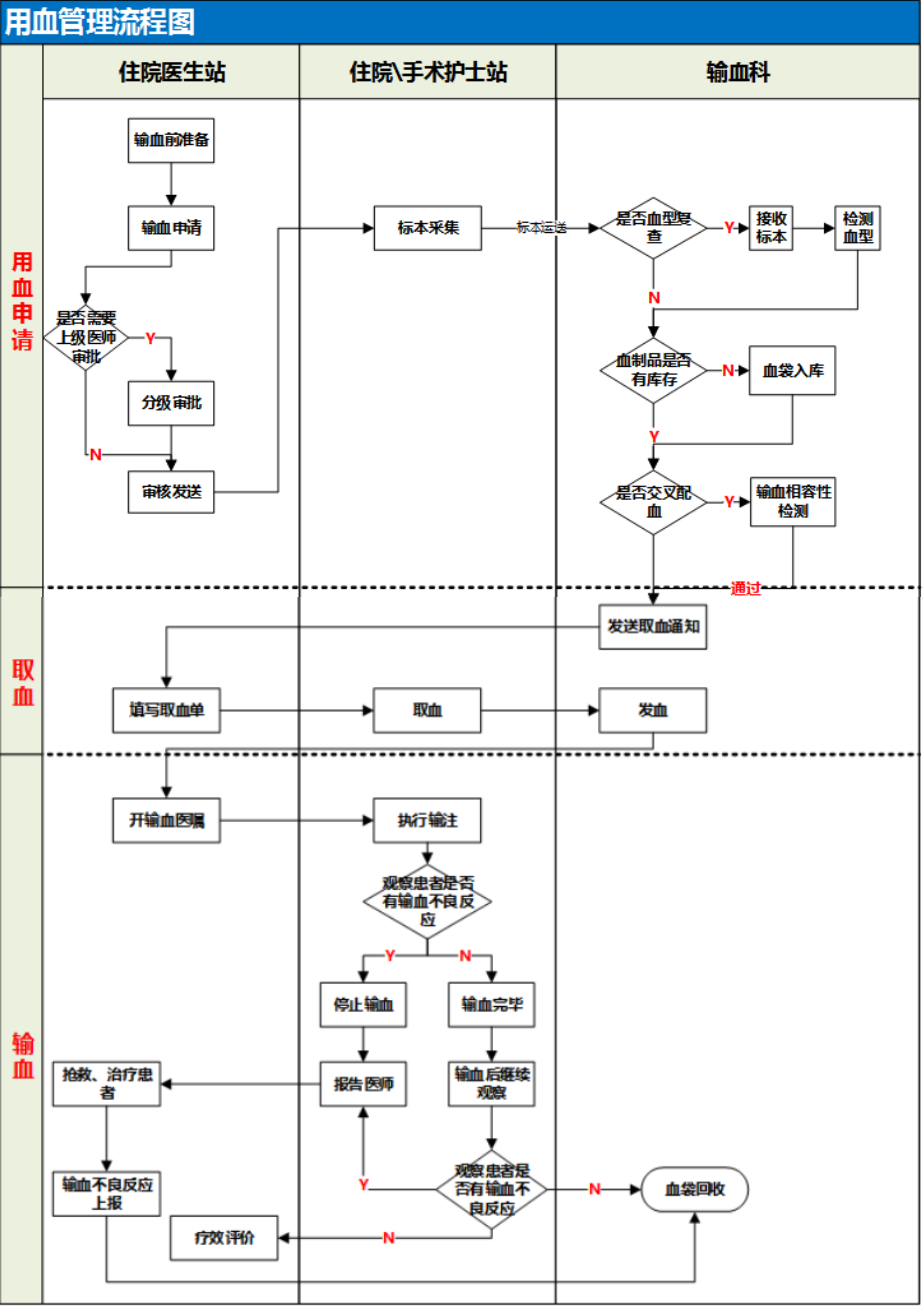 用血管理流程图
住院医生站
住院\手术护士站
输血科
用
血
申
请
输血前准备
输血申请
标本采集
标本运送
是否血型复
查
Y
接收
标本
检测
血型
N
是否需要
上级医师
审批
Y
血制品是否
有库存
N
血袋入库
分级审批
Y
N
审核发送
是否交叉配
血
Y
输血相容性
检测
通过
取
血
发送取血通知
填写取血单
取血
发血
输
血
开输血医嘱
执行输注
观察患者是否
有输血不良反
应
Y
N
停止输血
输血完毕
抢救、治疗患
者
报告医师
输血后继续
观察
输血不良反应
上报
Y
观察患者是
否有输血不
良反应
N
血袋回收
疗效评价
N